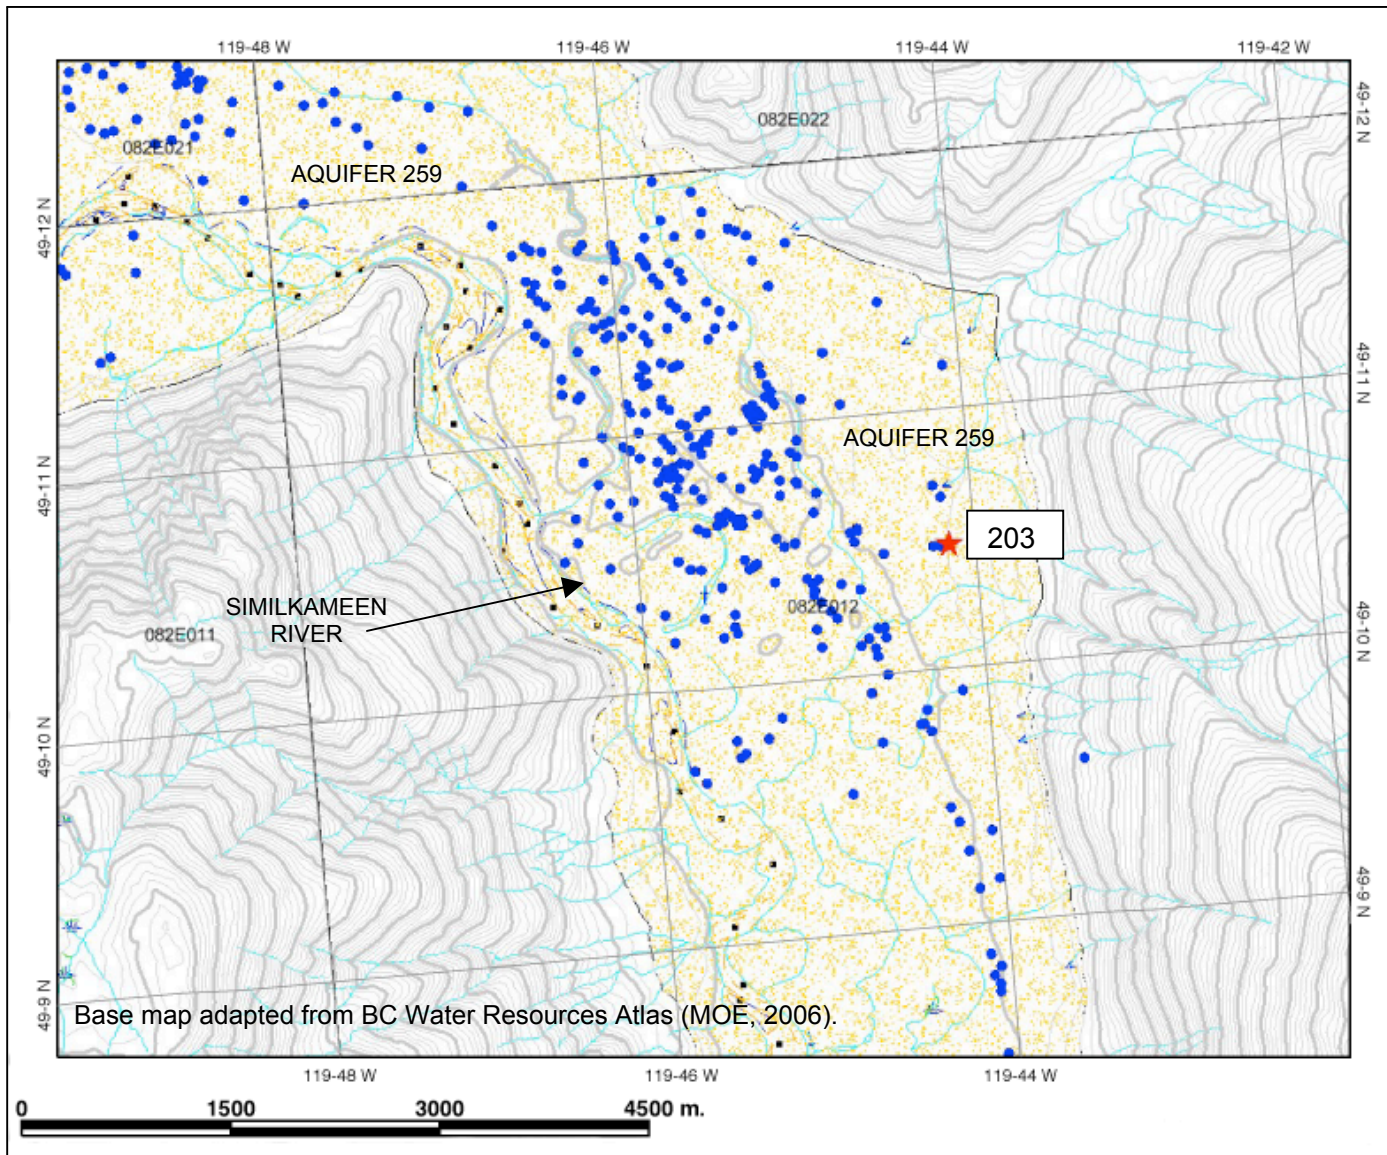 119-48 W
119-46 W
119-44 W
119-42 W
49-12 N
082E022
082E021
AQUIFER 259
49-12 N
49-11 N
AQUIFER 259
49-11 N
203
SIMILKAMEEN
RIVER
082E011
082E012
49-10 N
49-10 N
49-9 N
49-9 N
Base map adapted from BC Water Resources Atlas (MOE, 2006).
119-48 W
119-46 W
119-44 W
0
1500
3000
4500 m.